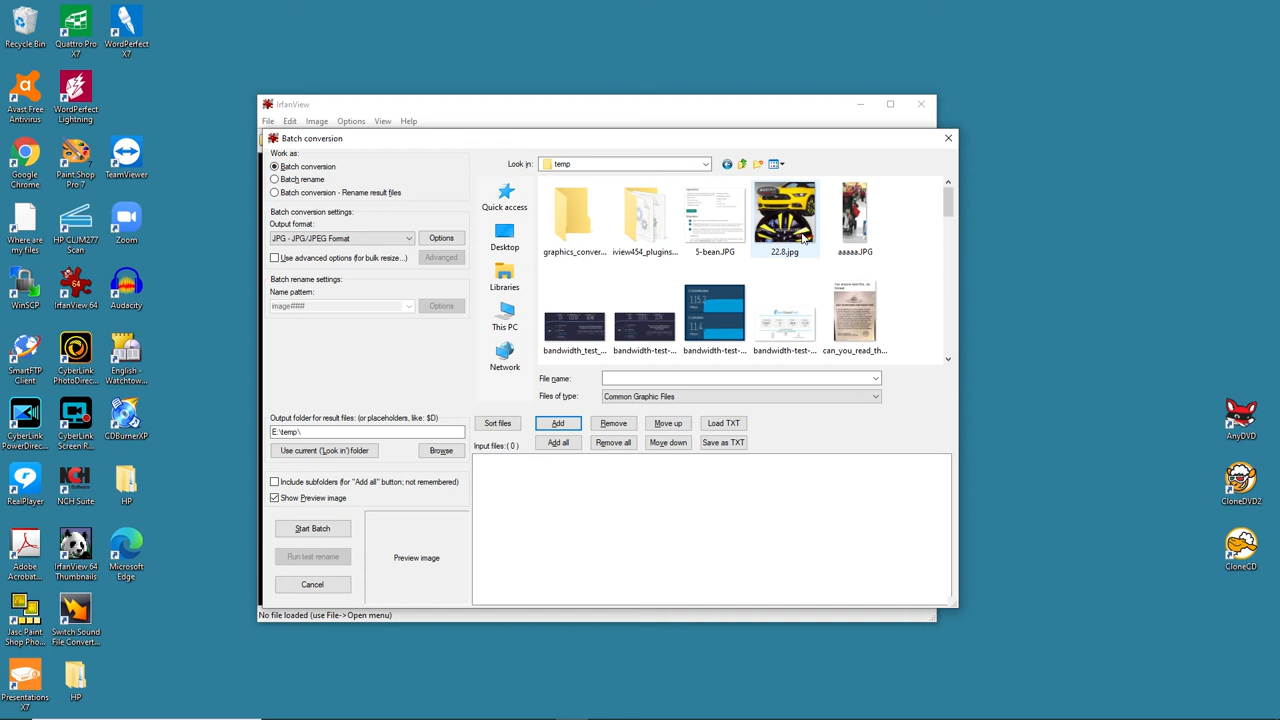 Recycle Bin
Quattro Pro
X7
WordPerfect
X7
Avast Free
Antivirus
WordPerfect
Lightning
Google
Chrome
Paint Shop
Pro 7
TeamViewer
Where are
my files
HP CLJM277
Scan
Zoom
WinSCP
IrfanView 64
Audacity
SmartFTP
Client
CyberLink
PhotoDirec...
English -
Watchtow...
CyberLink
PowerDirec...
CyberLink
Screen R...
CDBurnerXP
RealPlayer
NCH Suite
HP
Adobe
Acrobat...
IrfanView 64
Thumbnails
Microsoft
Edge
Jasc Paint
Shop Pho...
Switch Sound
File Convert...
Presentations
X7
HP
IrfanView
File Edit Image Options View Help
Batch conversion
Work as:
Batch conversion
Batch rename
Batch conversion - Rename result files
Batch conversion settings:
Output format:
JPG - JPG/JPEG Format
Options
Use advanced options (for bulk resize...)
Advanced
Batch rename settings:
Name pattern:
image###
Options
Output folder for result files: (or placeholders, like: $D)
E:\temp\
Use current ('Look in') folder
Browse
Include subfolders (for "Add all" button; not remembered)
Show Preview image
Start Batch
Run test rename
Cancel
Preview image
Look in:
temp
Quick access
Desktop
Libraries
This PC
Network
graphics_conver...
iview454_plugins...
5-bean.JPG
22.8.jpg
aaaaaJPG
bandwidth_test_...
bandwidth-test-...
bandwidth-test-...
bandwidth-test-...
can_you_read_th...
File name:
Files of type:
Common Graphic Files
Sort files
Add
Remove
Move up
Load TXT
Input files: ( 0 )
Add all
Remove all
Move down
Save as TXT
No file loaded (use File->Open menu)
AnyDVD
CloneDVD2
CloneCD